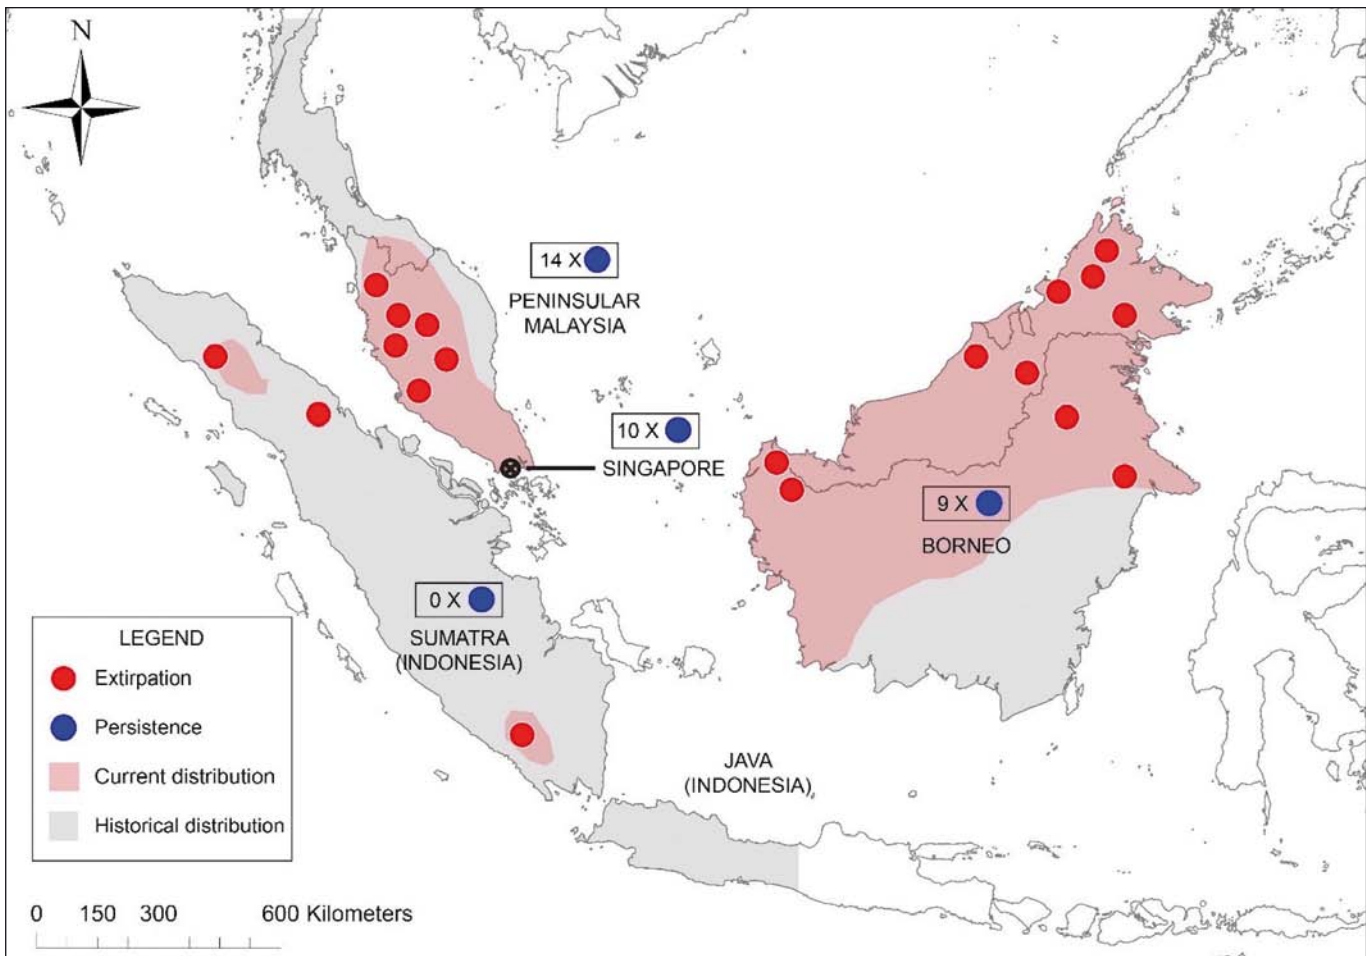 N
14 X
PENINSULAR
MALAYSIA
10 X
SINGAPORE
9 X
BORNEO
0 X
SUMATRA
(INDONESIA)
JAVA
(INDONESIA)
LEGEND
Extirpation
Persistence
Current distribution
Historical distribution
0 150 300 600 Kilometers